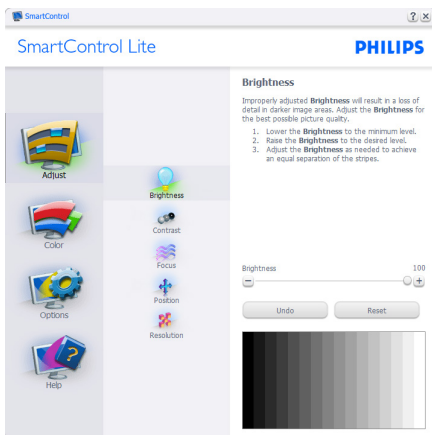 SmartControl
SmartControl Lite
PHILIPS
Adjust
Color
Options
Help
Brightness
Contrast
Focus
Position
Resolution
Brightness
Improperly adjusted Brightness will result in a loss of
detail in darker image areas. Adjust the Brightness for
the best possible picture quality.
1. Lower the Brightness to the minimum level.
2. Raise the Brightness to the desired level.
3. Adjust the Brightness as needed to achieve
an equal separation of the stripes.
Brightness 100
Undo Reset